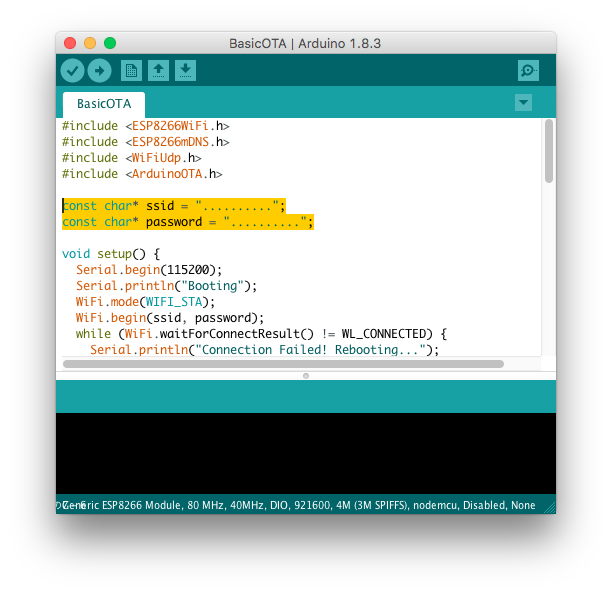 BasicOTA | Arduino 1.8.3
BasicOTA
#include <ESP8266WiFi.h>
#include <ESP8266mDNS.h>
#include <WiFiUdp.h>
#include <ArduinoOTA.h>
const char* ssid = "..........";
const char* password = "..........";
void setup() {
Serial.begin(115200);
Serial.println("Booting");
WiFi.mode(WIFI_STA);
WiFi.begin(ssid, password);
while (WiFi.waitForConnectResult() != WL_CONNECTED) {
Serial.println("Connection Failed! Rebooting...");
ESP8266 Module, 80 MHz, 40MHz, DIO, 921600, 4M (3M SPIFFS), nodemcu, Disabled, None